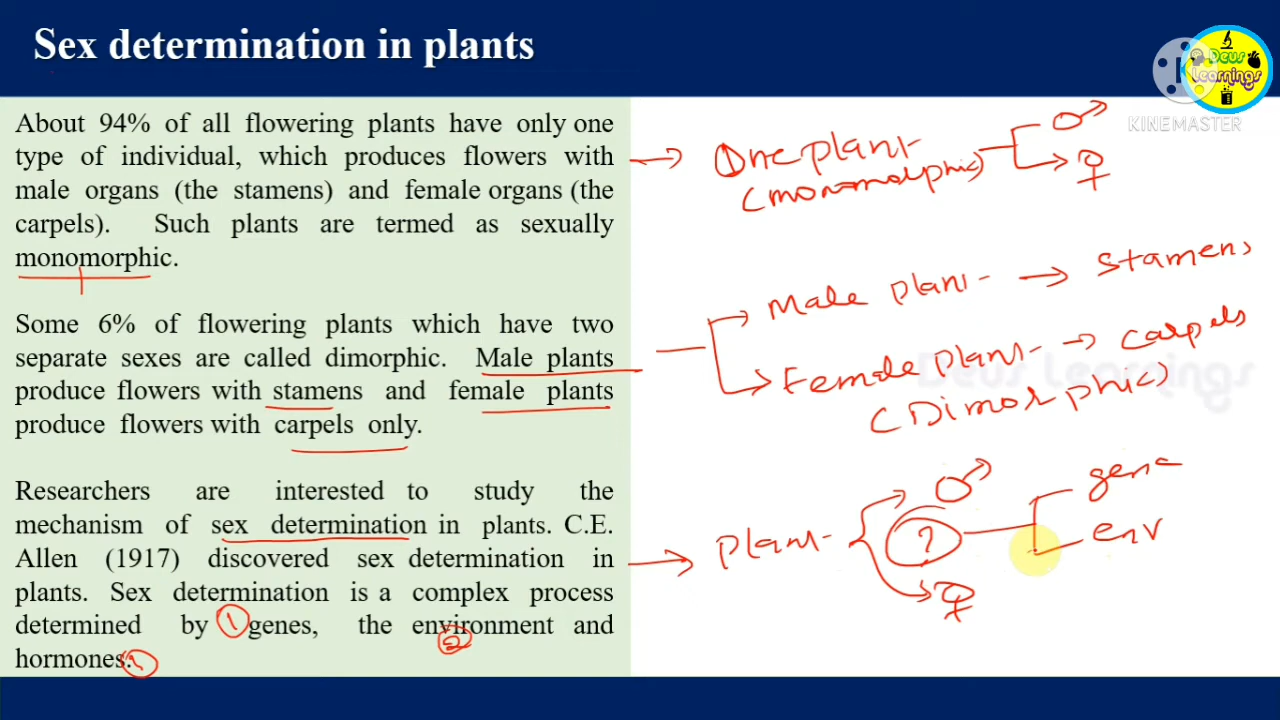 Sex determination in plants
Deus
Learnings
KINEMASTER
About 94% of all flowering plants have only one
type of individual, which produces flowers with
male organs (the stamens) and female organs (the
carpels). Such plants are termed as sexually
monomorphic.
Some 6% of flowering plants which have two
separate sexes are called dimorphic. Male plants
produce flowers with stamens and female plants
produce flowers with carpels only.
Researchers are interested to study the
mechanism of sex determination in plants. C.E.
Allen (1917) discovered sex determination in
plants. Sex determination is a complex process
determined by 1 genes, the environment and
2
hormones.
One plant
(monomorphic)
♂
♀
Male plant → stamens
Female plant → carpels
(Dimorphic)
Deus Learnings
Plant
♂
?
♀
gene
env